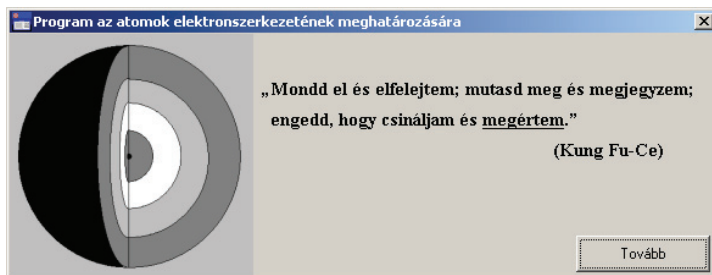 Program az atomok elektronszerkezetének meghatározására
„Mondd el és elfelejtem; mutasd meg és megjegyzem;
engedd, hogy csináljam és megértem.”
(Kung Fu-Ce)
Tovább